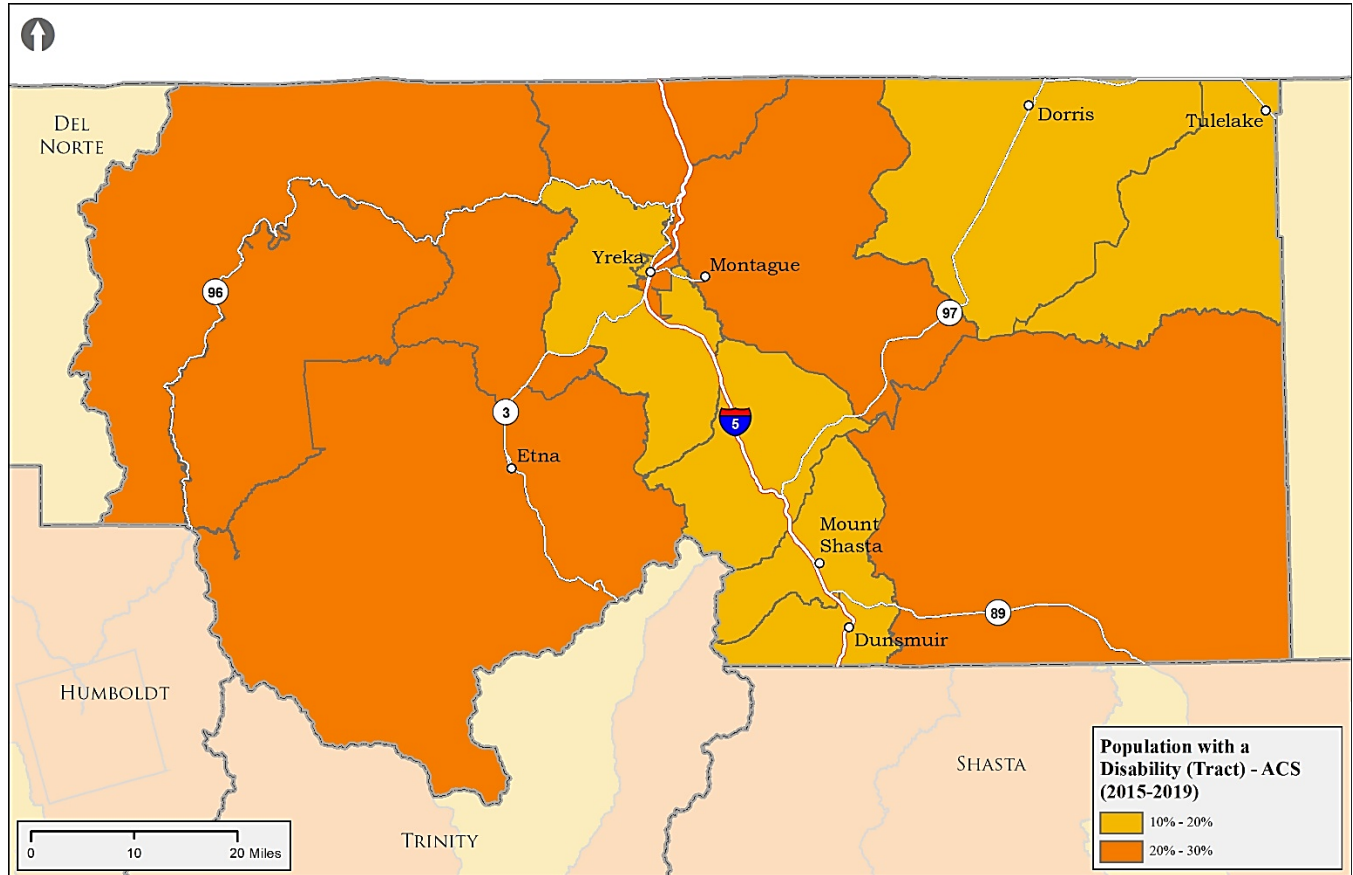 DEL
NORTE
Dorris
Tulelake
Yreka
Montague
96
97
3
5
Etna
Mount
Shasta
89
Dunsmuir
HUMBOLDT
SHASTA
TRINITY
Population with a
Disability (Tract) - ACS
(2015-2019)
10% - 20%
20% - 30%
0 10 20 Miles